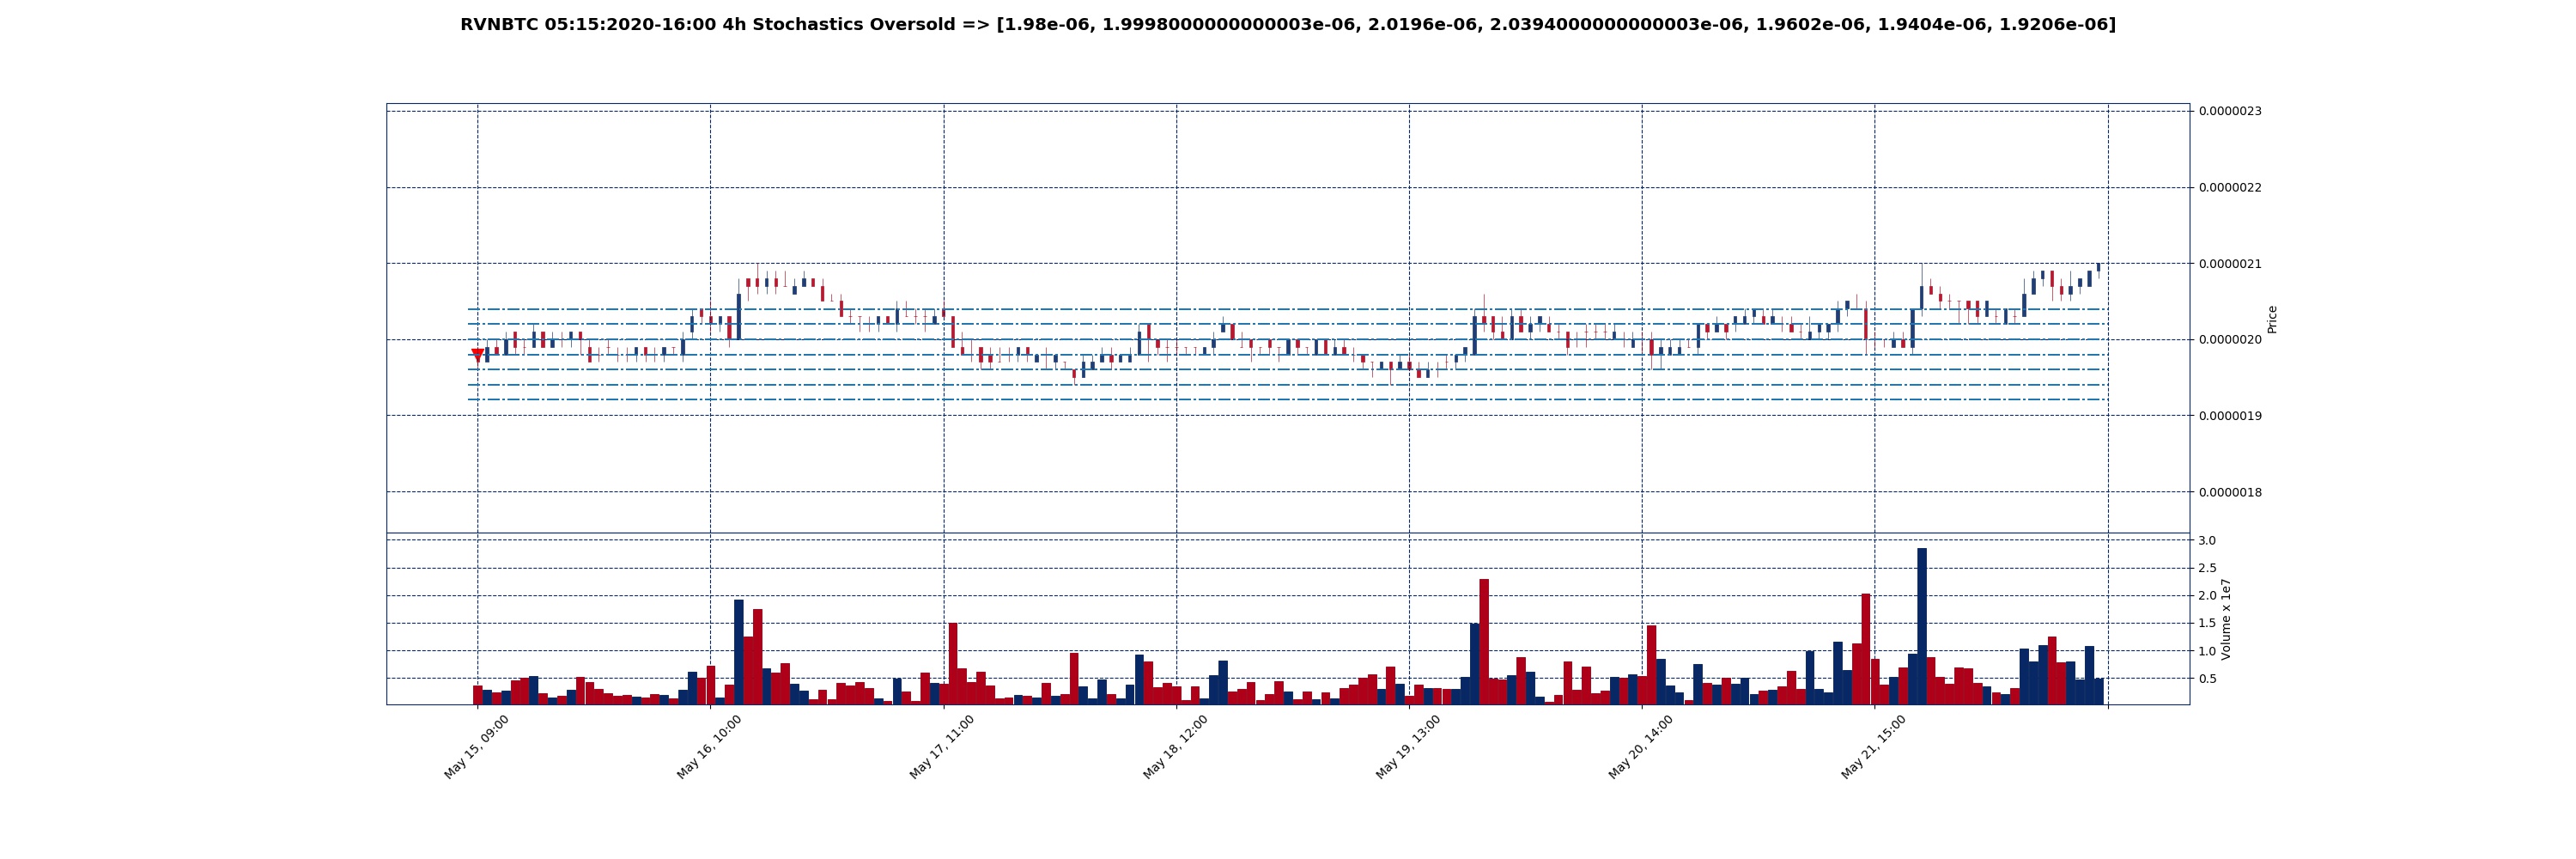 RVNBTC 05:15:2020-16:00 4h Stochastics Oversold => [1.98e-06, 1.9998000000000003e-06, 2.0196e-06, 2.0394000000000003e-06, 1.9602e-06, 1.9404e-06, 1.9206e-06]
0.0000023
0.0000022
0.0000021
0.0000020
0.0000019
0.0000018
Price
3.0
2.5
2.0
1.5
1.0
0.5
Volume x 1e7
May 15, 09:00
May 16, 10:00
May 17, 11:00
May 18, 12:00
May 19, 13:00
May 20, 14:00
May 21, 15:00